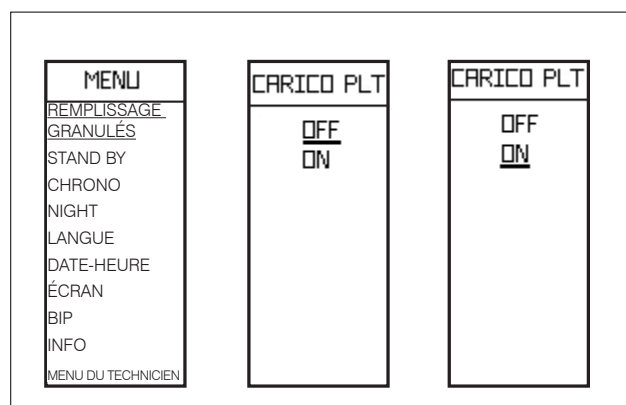 MENU
REMPLISSAGE
GRANULÉS
STAND BY
CHRONO
NIGHT
LANGUE
DATE-HEURE
ÉCRAN
BIP
INFO
MENU DU TECHNICIEN
CARICO PLT
OFF
ON
CARICO PLT
OFF
ON